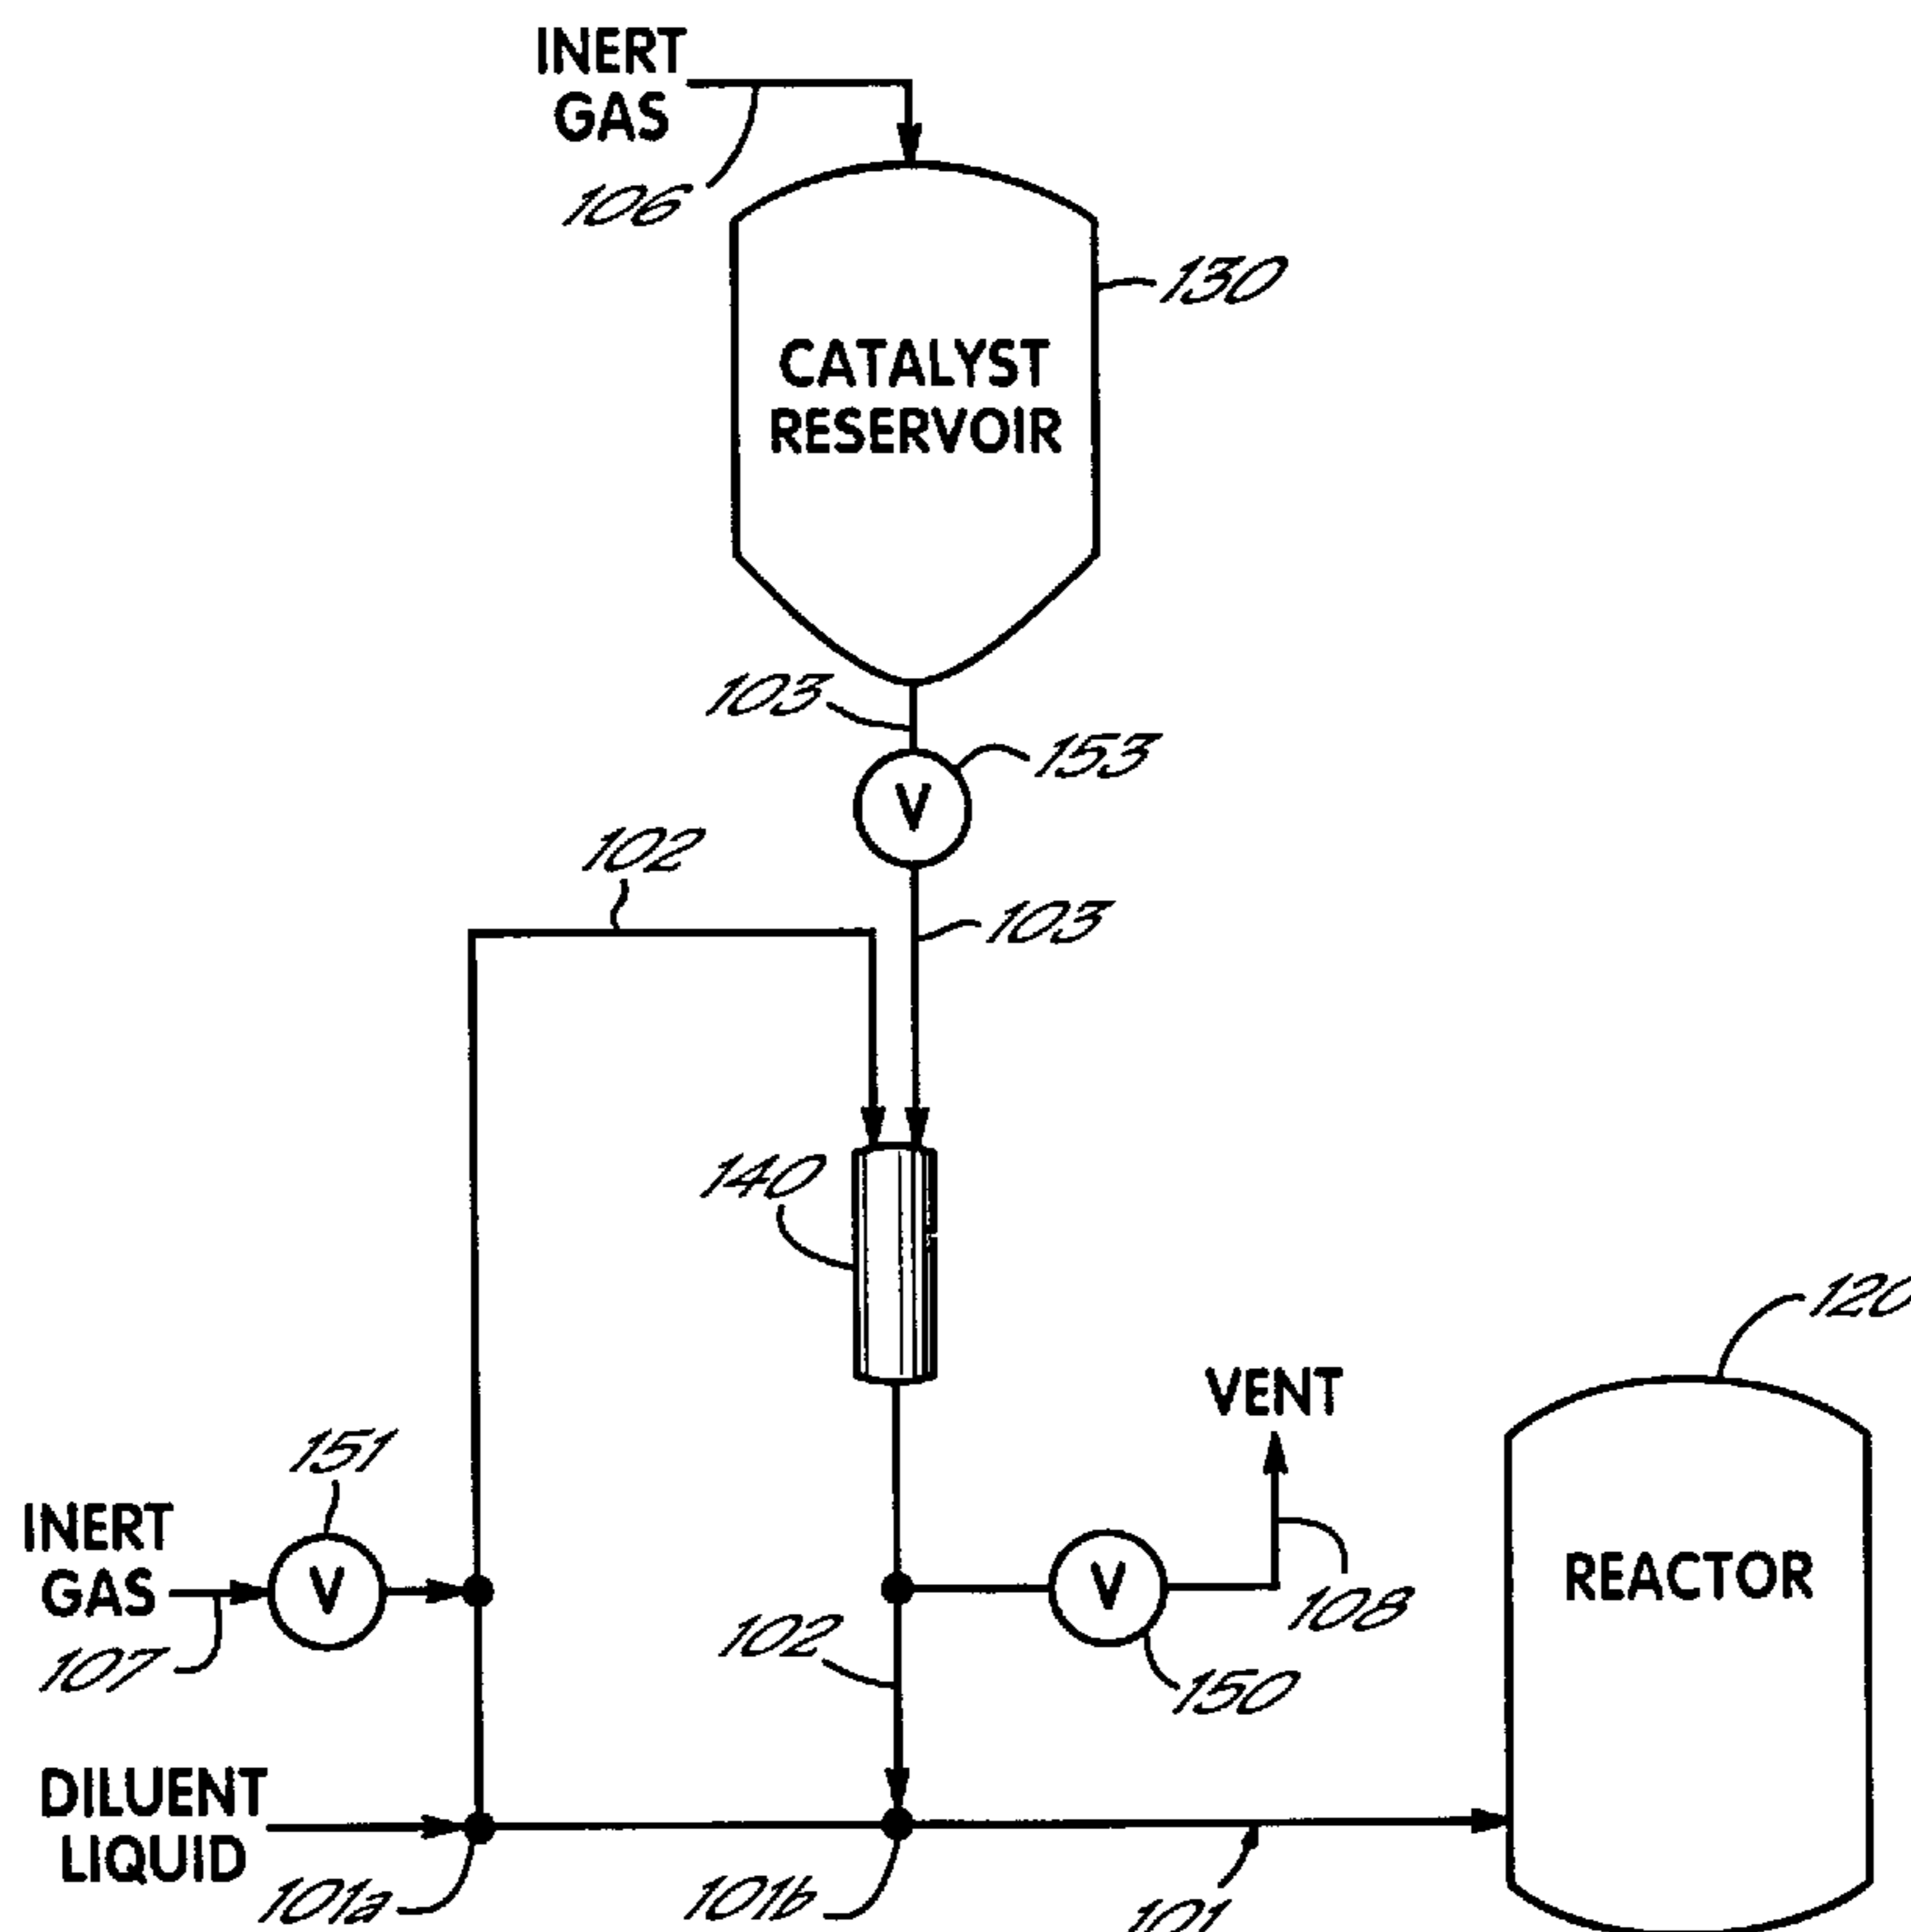 INERT
GAS
106
130
CATALYST
RESERVOIR
103
153
V
102
103
140
120
VENT
151
INERT
GAS
V
V
REACTOR
108
107
102
150
DILUENT
LIQUID
101a
101b
101